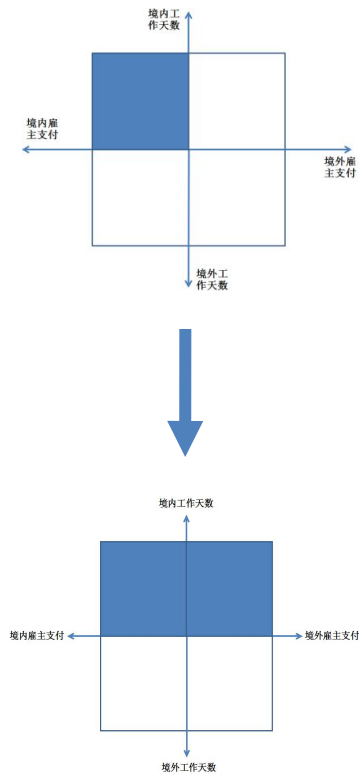 境内工
作天数
境内雇
主支付
境外雇
主支付
境外工
作天数
境内工作天数
境内雇主支付
境外雇主支付
境外工作天数